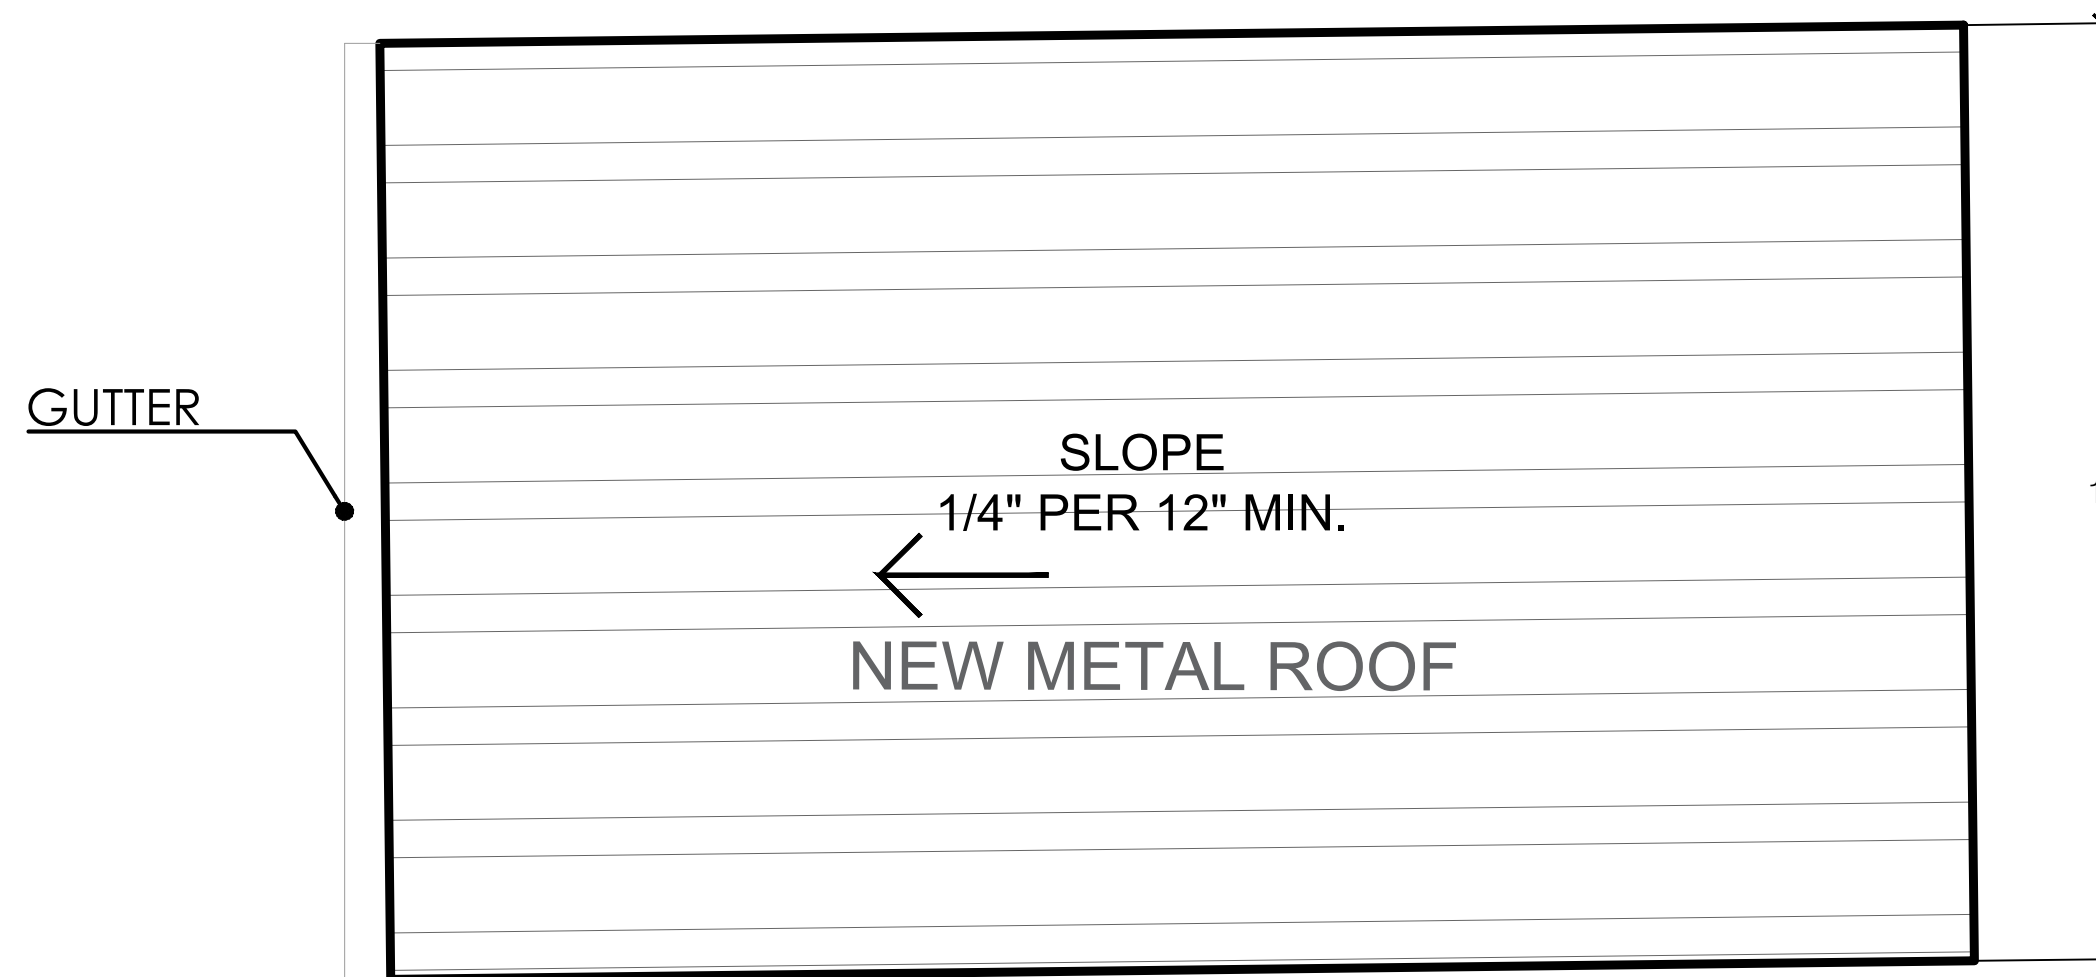 GUTTER
SLOPE
1/4" PER 12" MIN.
NEW METAL ROOF